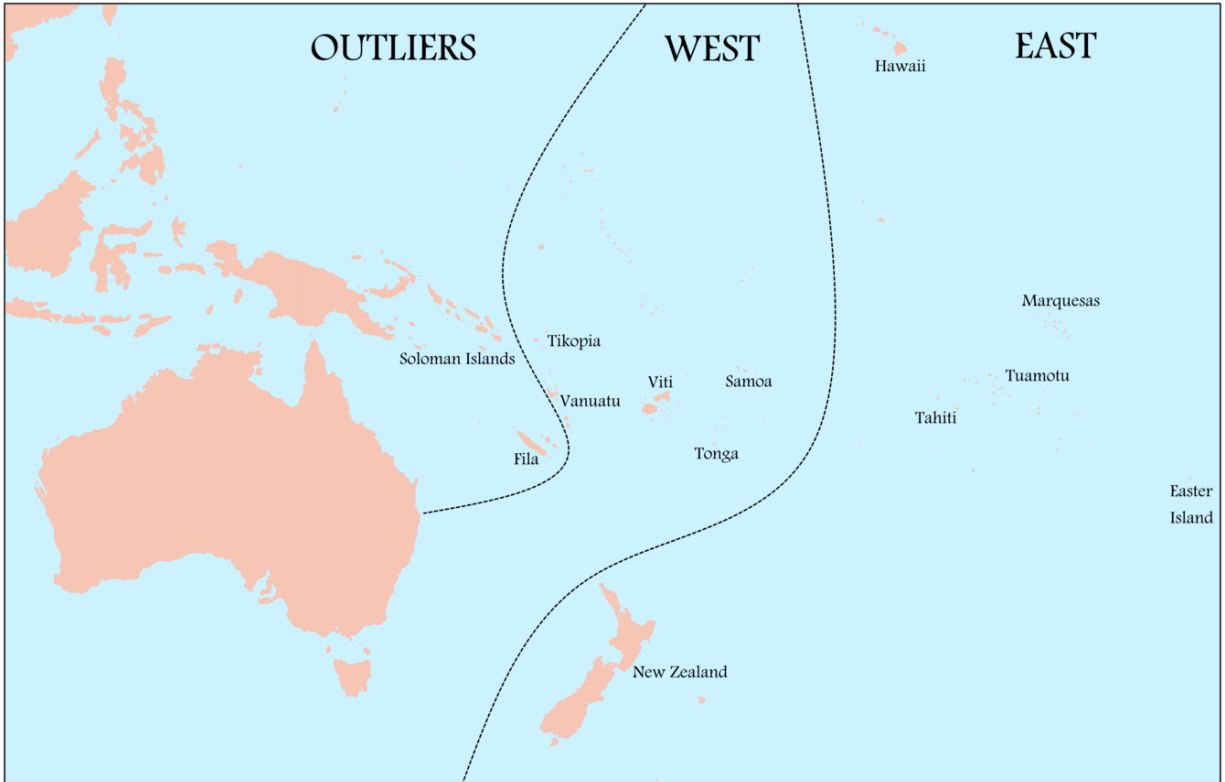 OUTLIERS
WEST
EAST
Hawaii
Marquesas
Tikopia
Soloman Islands
Viti
Samoa
Tuamotu
Vanuatu
Tahiti
Fila
Tonga
Easter
Island
New Zealand